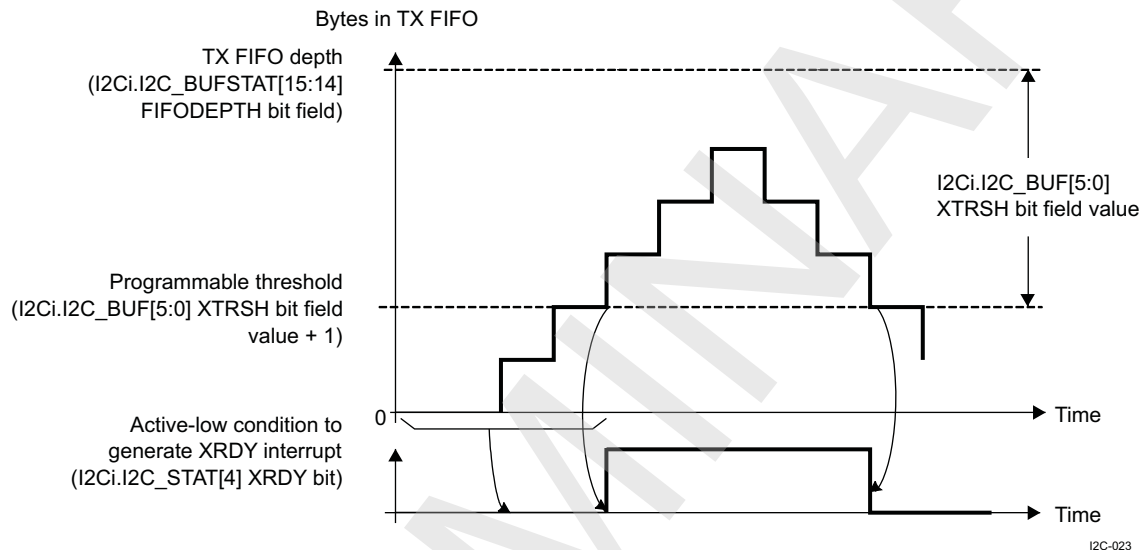 Bytes in TX FIFO
TX FIFO depth
(I2Ci.I2C_BUFSTAT[15:14]
FIFODEPTH bit field)
I2Ci.I2C_BUF[5:0]
XTRSH bit field value
Programmable threshold
(I2Ci.I2C_BUF[5:0] XTRSH bit field
value + 1)
0
Time
Active-low condition to
generate XRDY interrupt
(I2Ci.I2C_STAT[4] XRDY bit)
Time
I2C-023